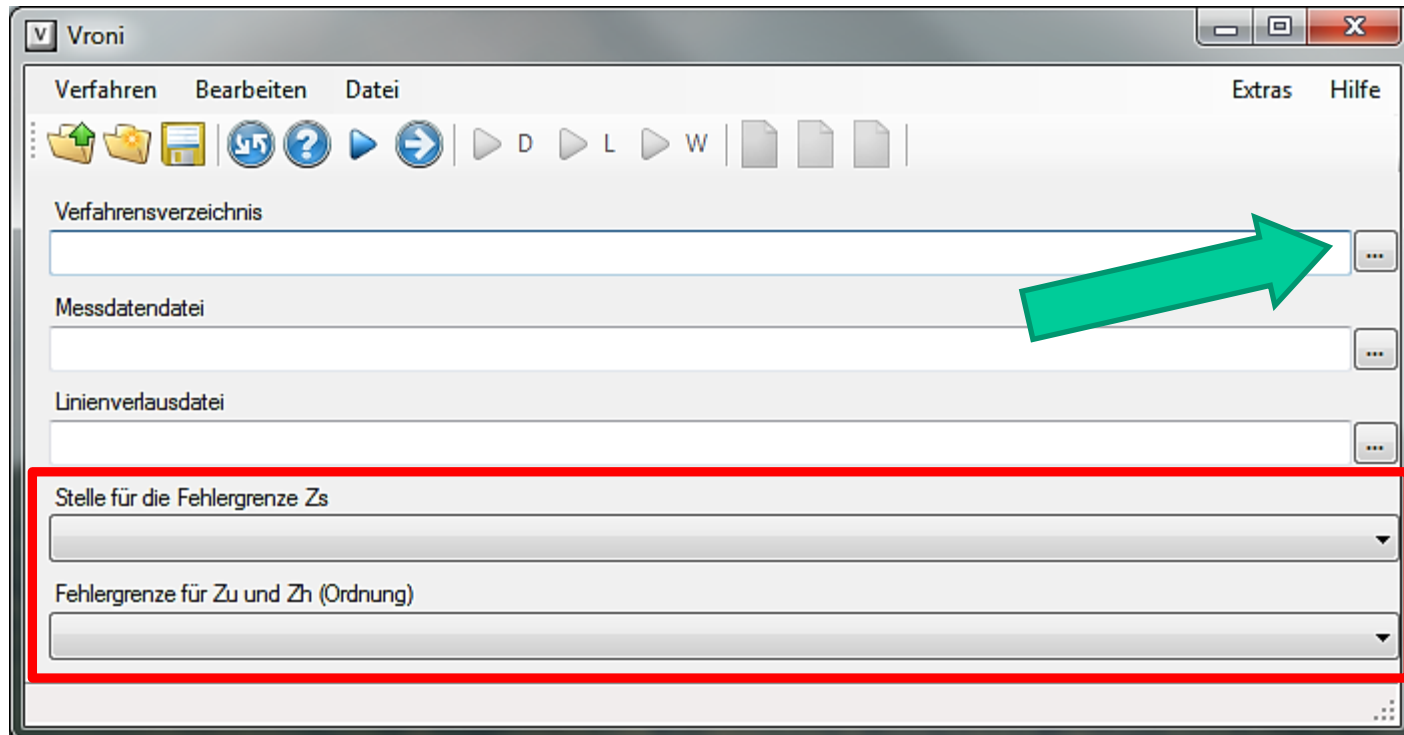 V Vroni
Verfahren Bearbeiten Datei Extras Hilfe
? D L W
Verfahrensverzeichnis
...
Messdatendatei
...
Linienverlausdatei
...
Stelle für die Fehlergrenze Zs
Fehlergrenze für Zu und Zh (Ordnung)